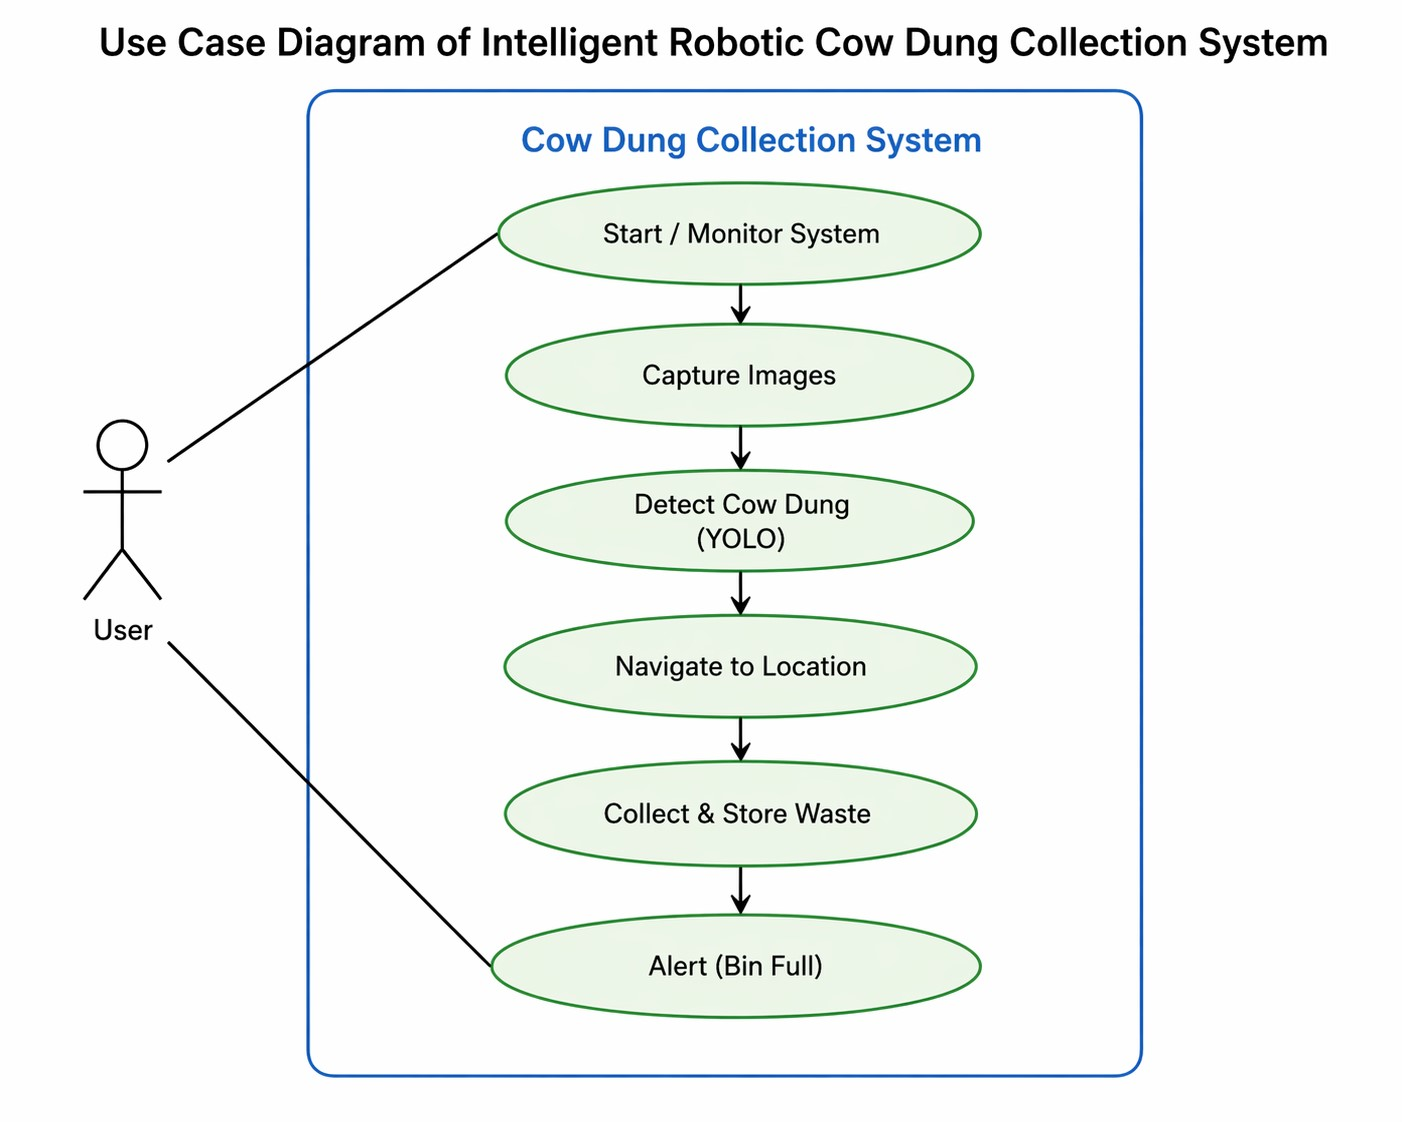 Use Case Diagram of Intelligent Robotic Cow Dung Collection System
Cow Dung Collection System
Start / Monitor System
Capture Images
Detect Cow Dung
(YOLO)
Navigate to Location
Collect & Store Waste
Alert (Bin Full)
User